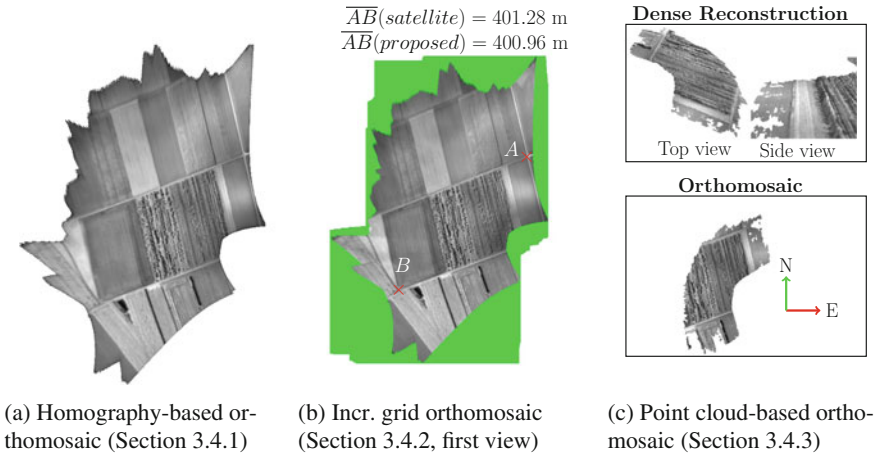 AB(satellite) = 401.28 m
AB(proposed) = 400.96 m
A
B
Dense Reconstruction
Top view
Side view
Orthomosaic
N
E
(a) Homography-based or-
thomosaic (Section 3.4.1)
(b) Incr. grid orthomosaic
(Section 3.4.2, first view)
(c) Point cloud-based ortho-
mosaic (Section 3.4.3)